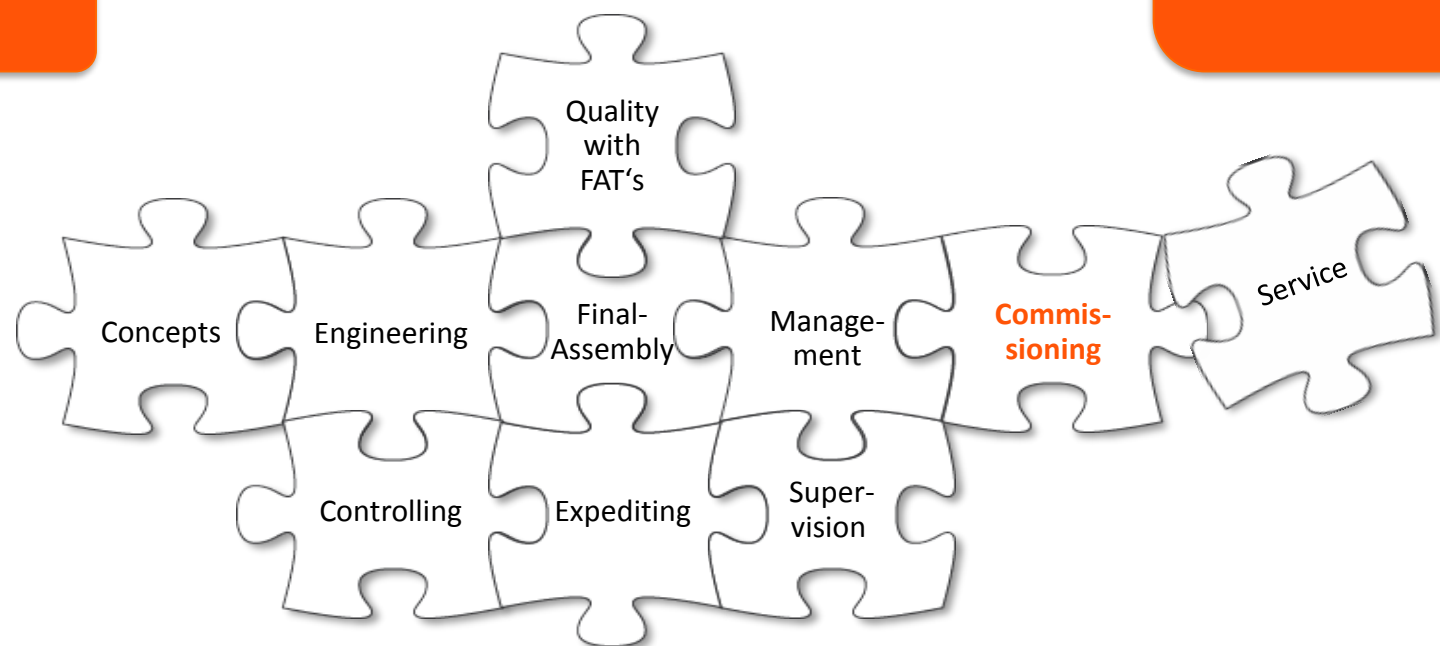 Quality
with
FAT‘s
Concepts
Engineering
Final-
Assembly
Manage-
ment
Commis-
sioning
Service
Controlling
Expediting
Super-
vision